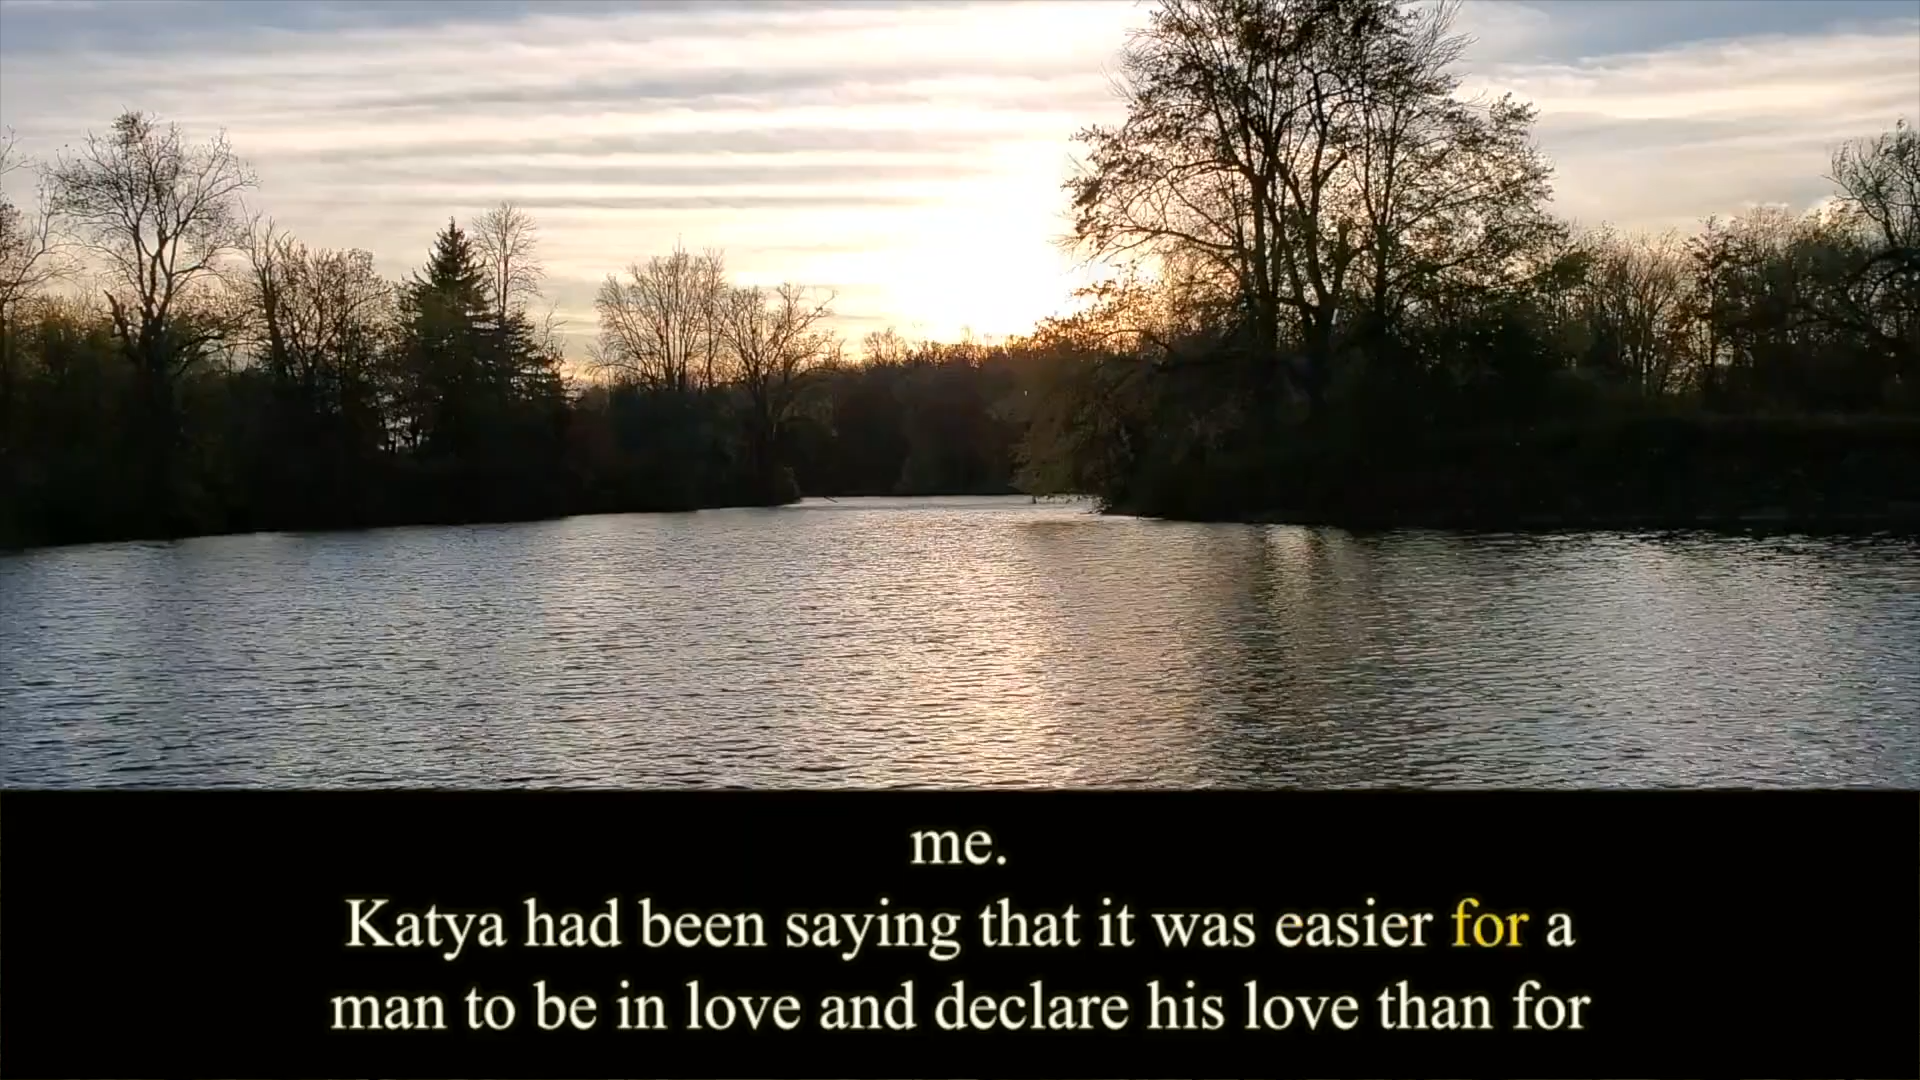 me.
Katya had been saying that it was easier for a
man to be in love and declare his love than for